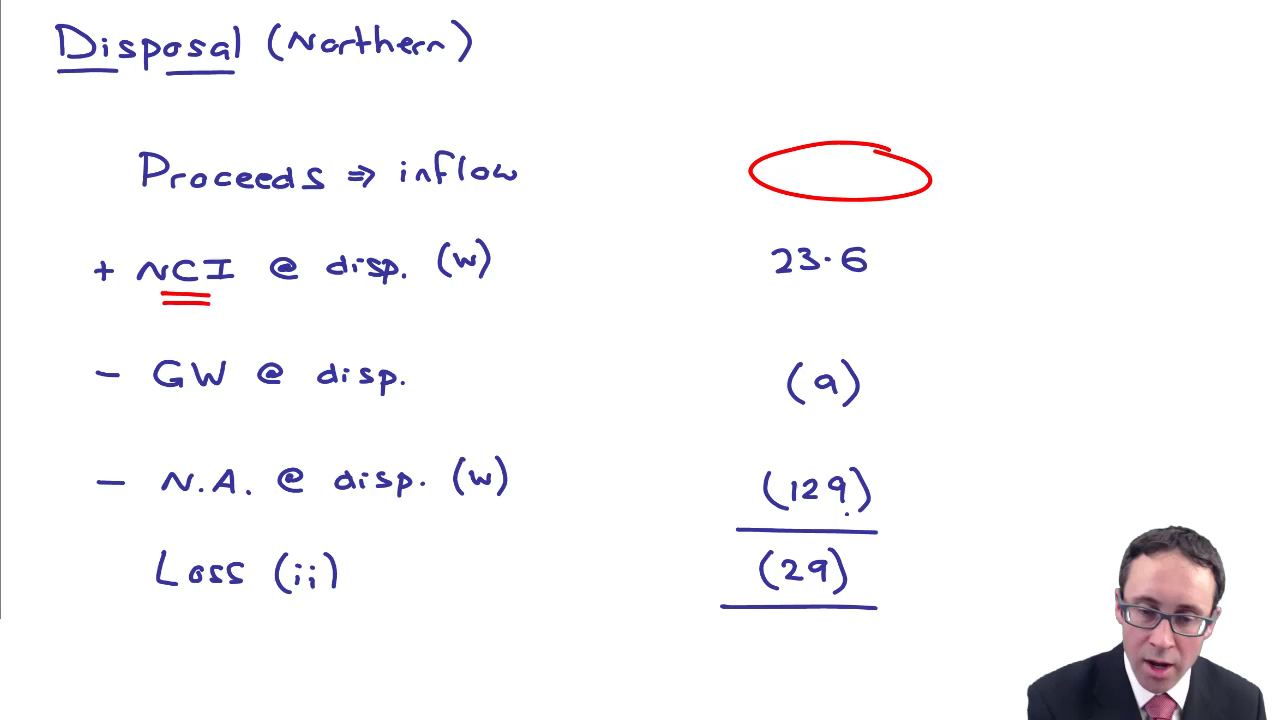 Disposal (Northern)
Proceeds ⇒ inflow
+ NCI @ disp. (w) 23.6
- GW @ disp. (9)
- N.A. @ disp. (w) (129)
Loss (ii) (29)